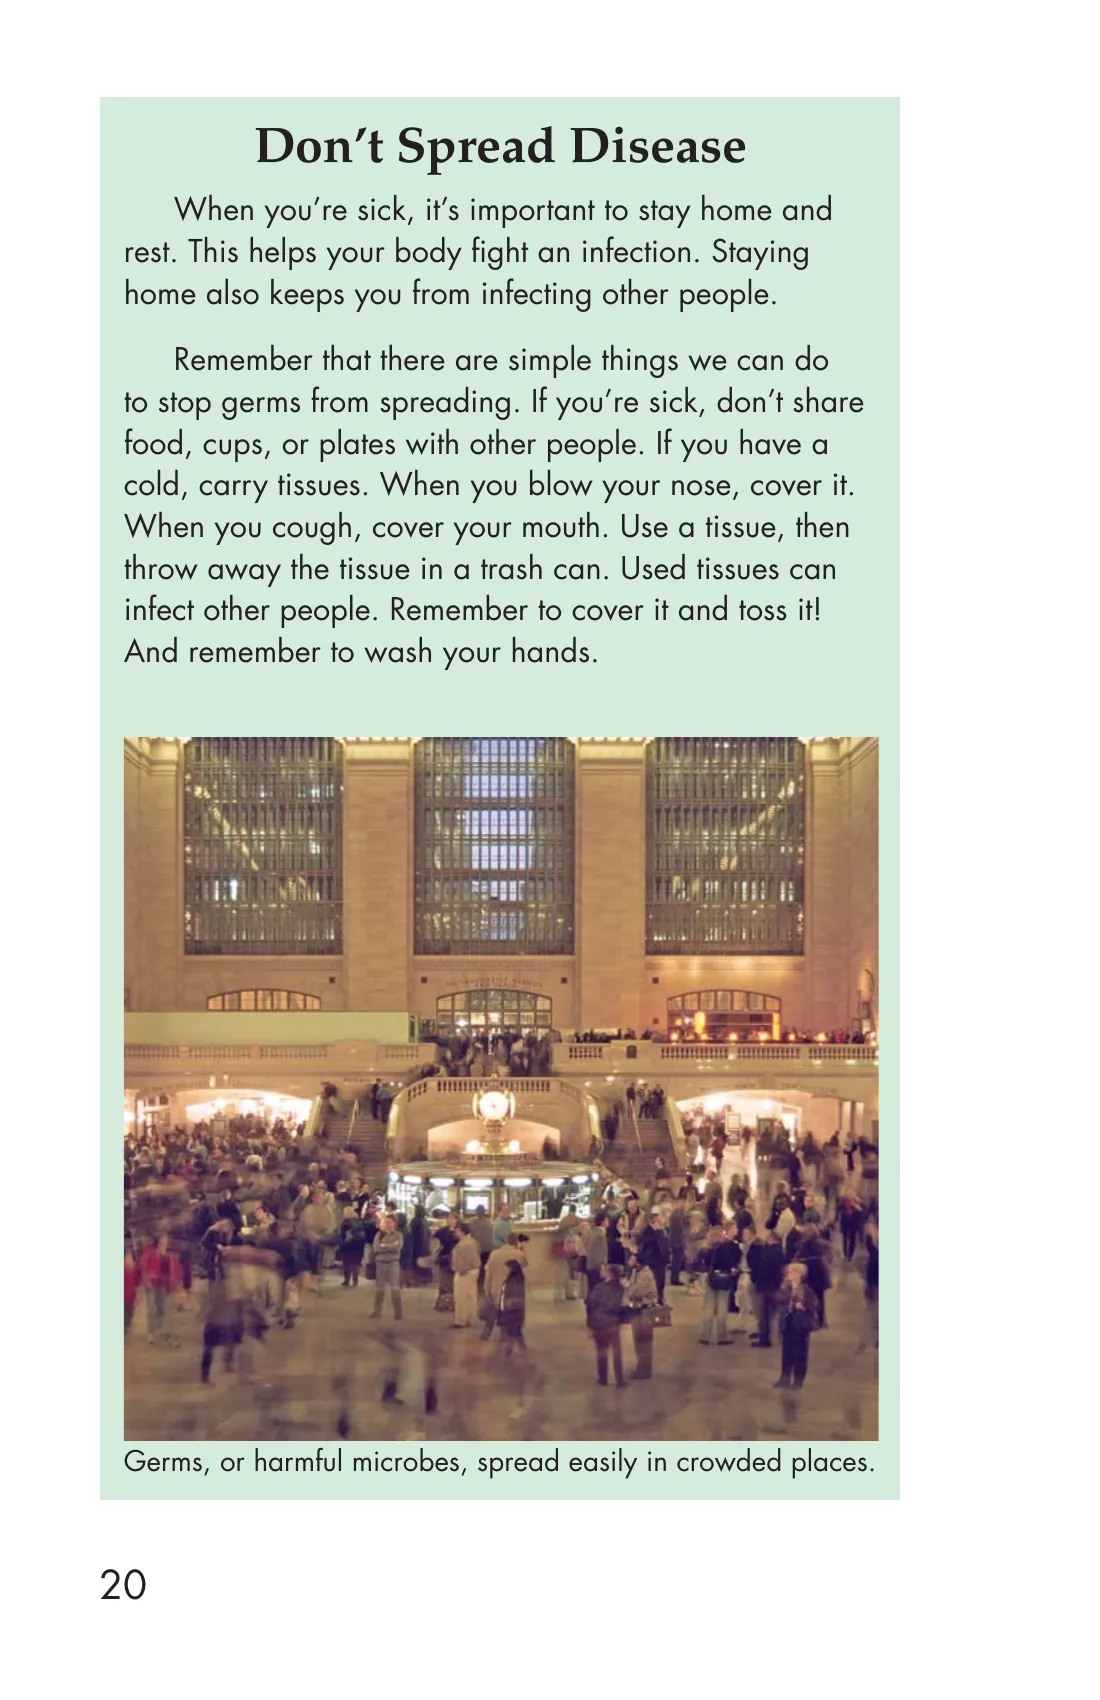 Don’t Spread Disease
When you’re sick, it’s important to stay home and
rest. This helps your body fight an infection. Staying
home also keeps you from infecting other people.
Remember that there are simple things we can do
to stop germs from spreading. If you’re sick, don’t share
food, cups, or plates with other people. If you have a
cold, carry tissues. When you blow your nose, cover it.
When you cough, cover your mouth. Use a tissue, then
throw away the tissue in a trash can. Used tissues can
infect other people. Remember to cover it and toss it!
And remember to wash your hands.
Germs, or harmful microbes, spread easily in crowded places.
20